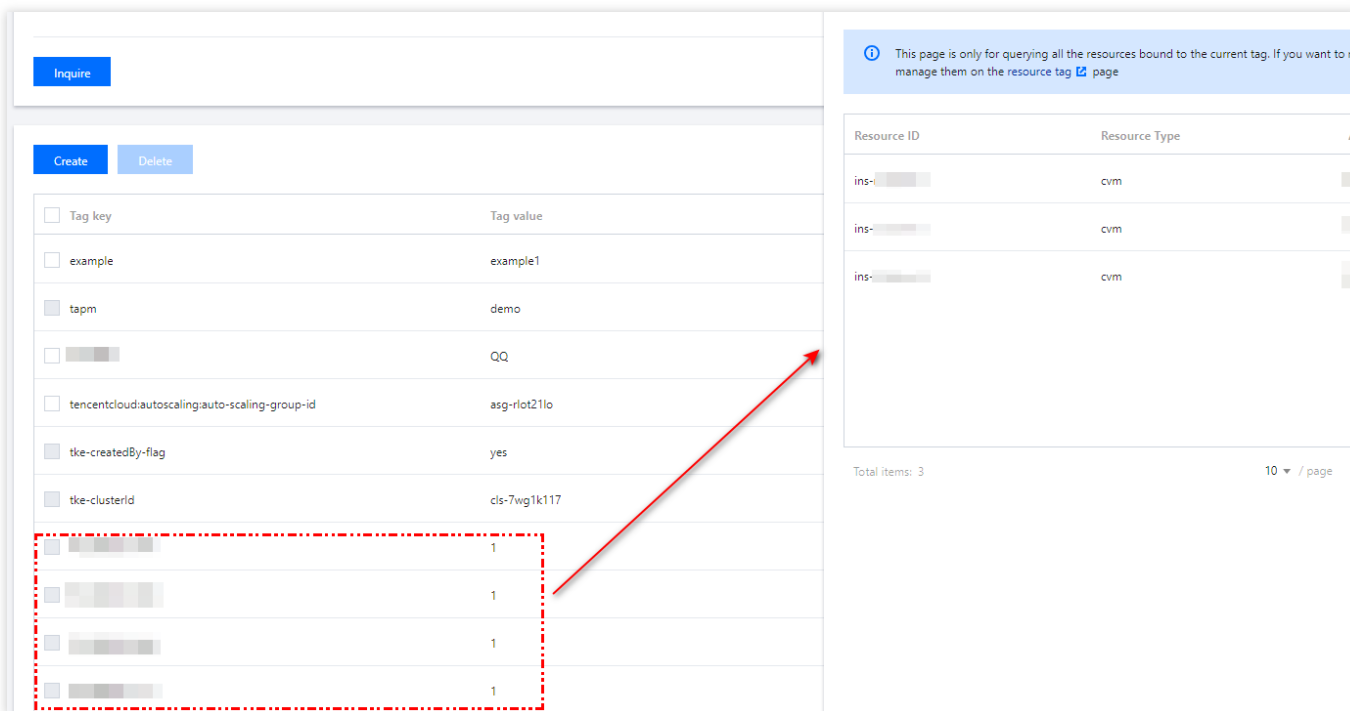 Inquire
Create Delete
Tag key Tag value
example example1
tapm demo
QQ
tencentcloud:autoscaling:auto-scaling-group-id asg-rlot21lo
tke-createdBy-flag yes
tke-clusterId cls-7wg1k117
1
1
1
1
This page is only for querying all the resources bound to the current tag. If you want to
manage them on the resource tag page
Resource ID Resource Type
ins- cvm
ins- cvm
ins- cvm
Total items: 3 10 / page